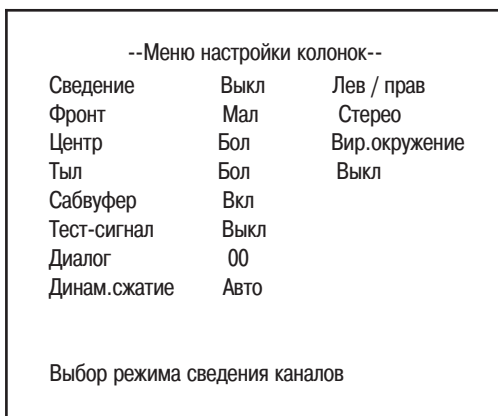 --Меню настройки колонок--
Сведение Выкл Лев / прав
Фронт Мал Стерео
Центр Бол Вир.окружение
Тыл Бол Выкл
Сабвуфер Вкл
Тест-сигнал Выкл
Диалог 00
Динам.сжатие Авто
Выбор режима сведения каналов